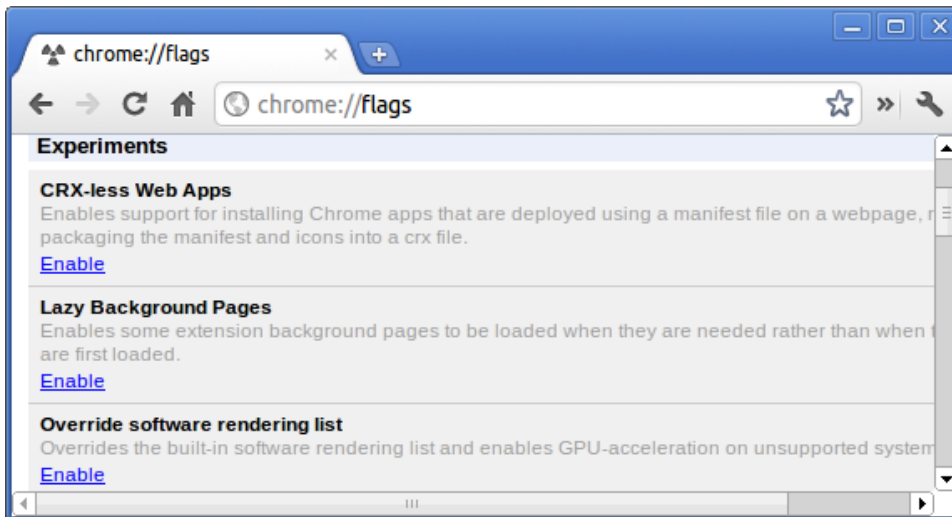 chrome://flags
chrome://flags
Experiments
CRX-less Web Apps
Enables support for installing Chrome apps that are deployed using a manifest file on a webpage,
packaging the manifest and icons into a crx file.
Enable
Lazy Background Pages
Enables some extension background pages to be loaded when they are needed rather than when
are first loaded.
Enable
Override software rendering list
Overrides the built-in software rendering list and enables GPU-acceleration on unsupported system
Enable